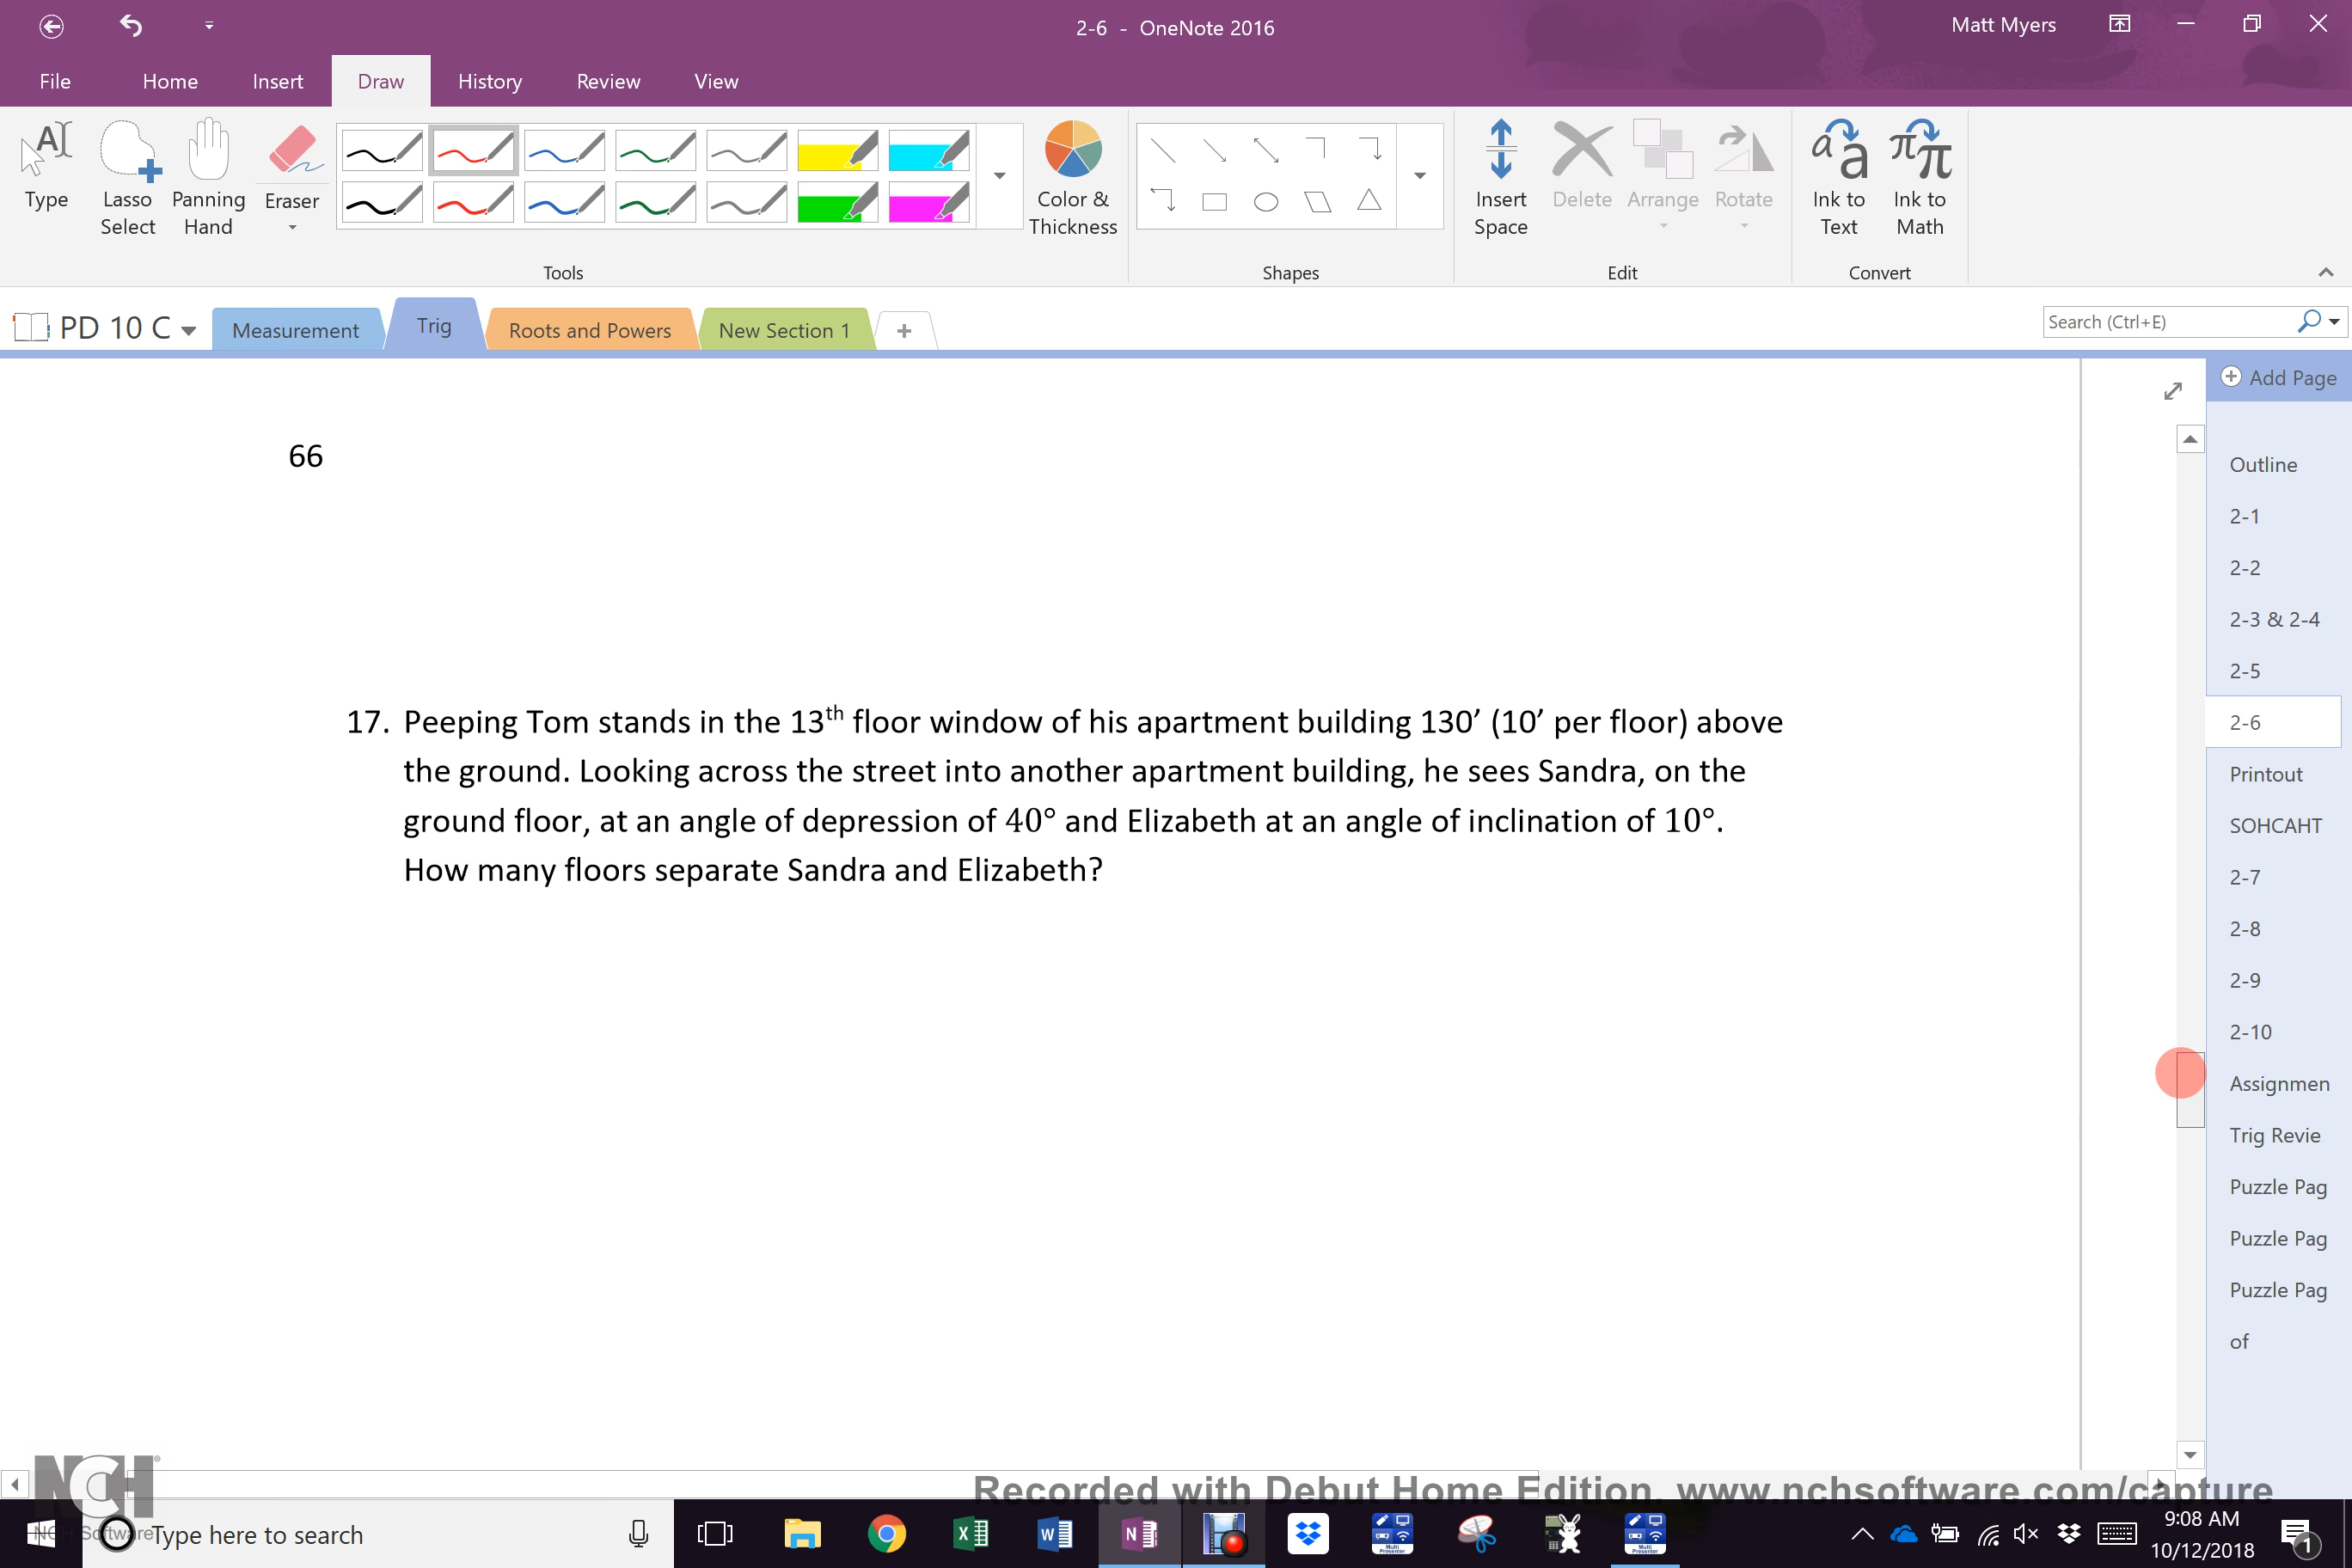 2-6 - OneNote 2016
Matt Myers
File Home Insert Draw History Review View
Type
Lasso Select
Panning Hand
Eraser
Color & Thickness
Insert Space
Delete
Arrange
Rotate
Ink to Text
Ink to Math
Tools
Shapes
Edit
Convert
PD 10 C
Measurement
Trig
Roots and Powers
New Section 1
Search (Ctrl+E)
Add Page
66
17. Peeping Tom stands in the 13th floor window of his apartment building 130’ (10’ per floor) above
the ground. Looking across the street into another apartment building, he sees Sandra, on the
ground floor, at an angle of depression of 40° and Elizabeth at an angle of inclination of 10°.
How many floors separate Sandra and Elizabeth?
Outline
2-1
2-2
2-3 & 2-4
2-5
2-6
Printout
SOHCAHT
2-7
2-8
2-9
2-10
Assignmen
Trig Revie
Puzzle Pag
Puzzle Pag
Puzzle Pag
of
NCH®
NCH Software
Recorded with Debut Home Edition. www.nchsoftware.com/capture
Type here to search
9:08 AM
10/12/2018
1